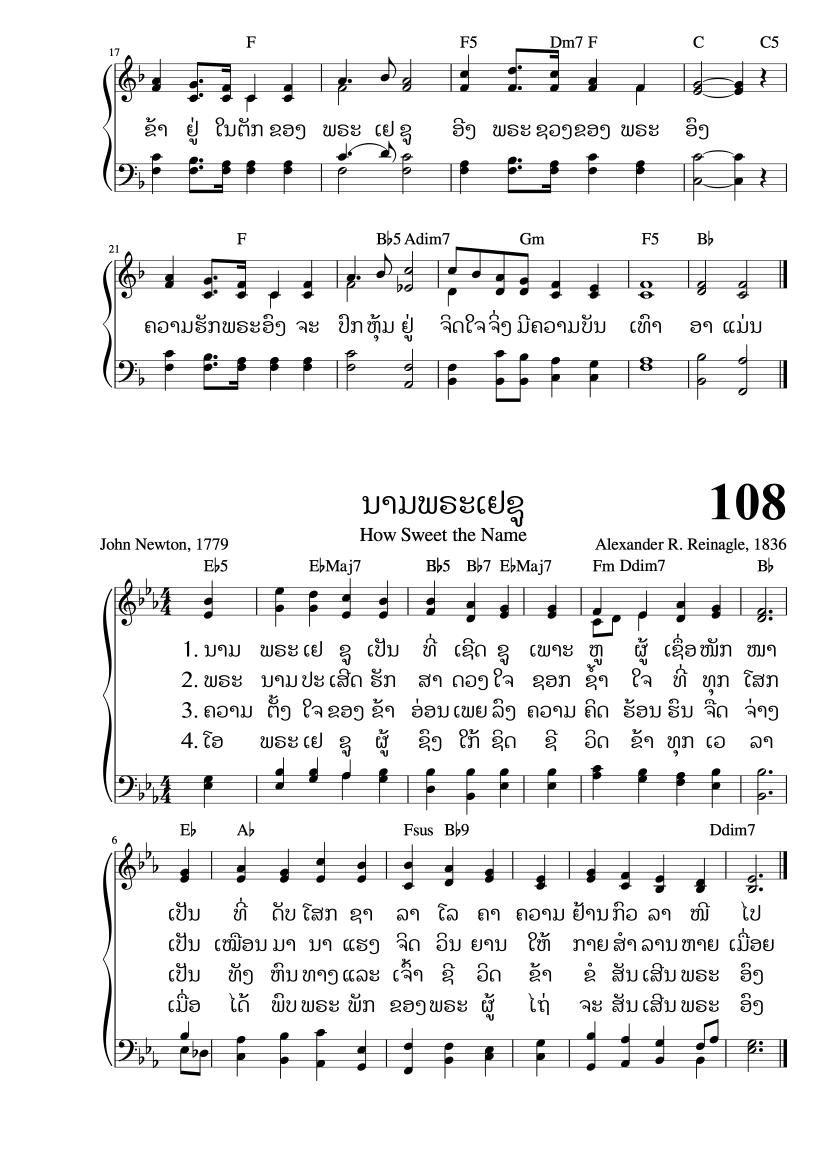 F F5 Dm7 F C C5
17
ຂ້າ ຢູ່ ໃນຕັກ ຂອງ ພຣະ ເຢ ຊູ ອີງ ພຣະ ຊວງຂອງ ພຣະ ອົງ
F B♭5 Adim7 Gm F5 B♭
21
ຄວາມຮັກພຣະອົງ ຈະ ປົກ ຫຸ້ມ ຢູ່ ຈິດໃຈຈິ່ງ ມີຄວາມບັນ ເທົາ ອາ ແມ່ນ
ນາມພຣະເຢຊູ 108
How Sweet the Name
John Newton, 1779 Alexander R. Reinagle, 1836
E♭5 E♭Maj7 B♭5 B♭7 E♭Maj7 Fm Ddim7 B♭
1. ນາມ ພຣະ ເຢ ຊູ ເປັນ ທີ່ ເຊີດ ຊູ ເພາະ ຫູ ຜູ້ ເຊຶ່ອ ໜັກ ໜາ
2. ພຣະ ນາມ ປະ ເສີດ ຮັກ ສາ ດວງ ໃຈ ຊອກ ຊ້ຳ ໃຈ ທີ່ ທຸກ ໂສກ
3. ຄວາມ ຕັ້ງ ໃຈ ຂອງ ຂ້າ ອ່ອນ ເພຍ ລົງ ຄວາມ ຄິດ ຮ້ອນ ຮົນ ຈືດ ຈ່າງ
4. ໂອ ພຣະ ເຢ ຊູ ຜູ້ ຊົງ ໃກ້ ຊິດ ຊີ ວິດ ຂ້າ ທຸກ ເວ ລາ
6
E♭ A♭ Fsus B♭9 Ddim7
ເປັນ ທີ່ ດັບ ໂສກ ຊາ ລາ ໂລ ຄາ ຄວາມ ຢ້ານ ກົວ ລາ ໜີ ໄປ
ເປັນ ເໝືອນ ມາ ນາ ແຮງ ຈິດ ວິນ ຍານ ໃຫ້ ກາຍ ສຳ ລານ ຫາຍ ເມື່ອຍ
ເປັນ ທັງ ຫົນ ທາງ ແລະ ເຈົ້າ ຊີ ວິດ ຂ້າ ຂໍ ສັນ ເສີນ ພຣະ ອົງ
ເມື່ອ ໄດ້ ພົບ ພຣະ ພັກ ຂອງ ພຣະ ຜູ້ ໄຖ່ ຈະ ສັນ ເສີນ ພຣະ ອົງ